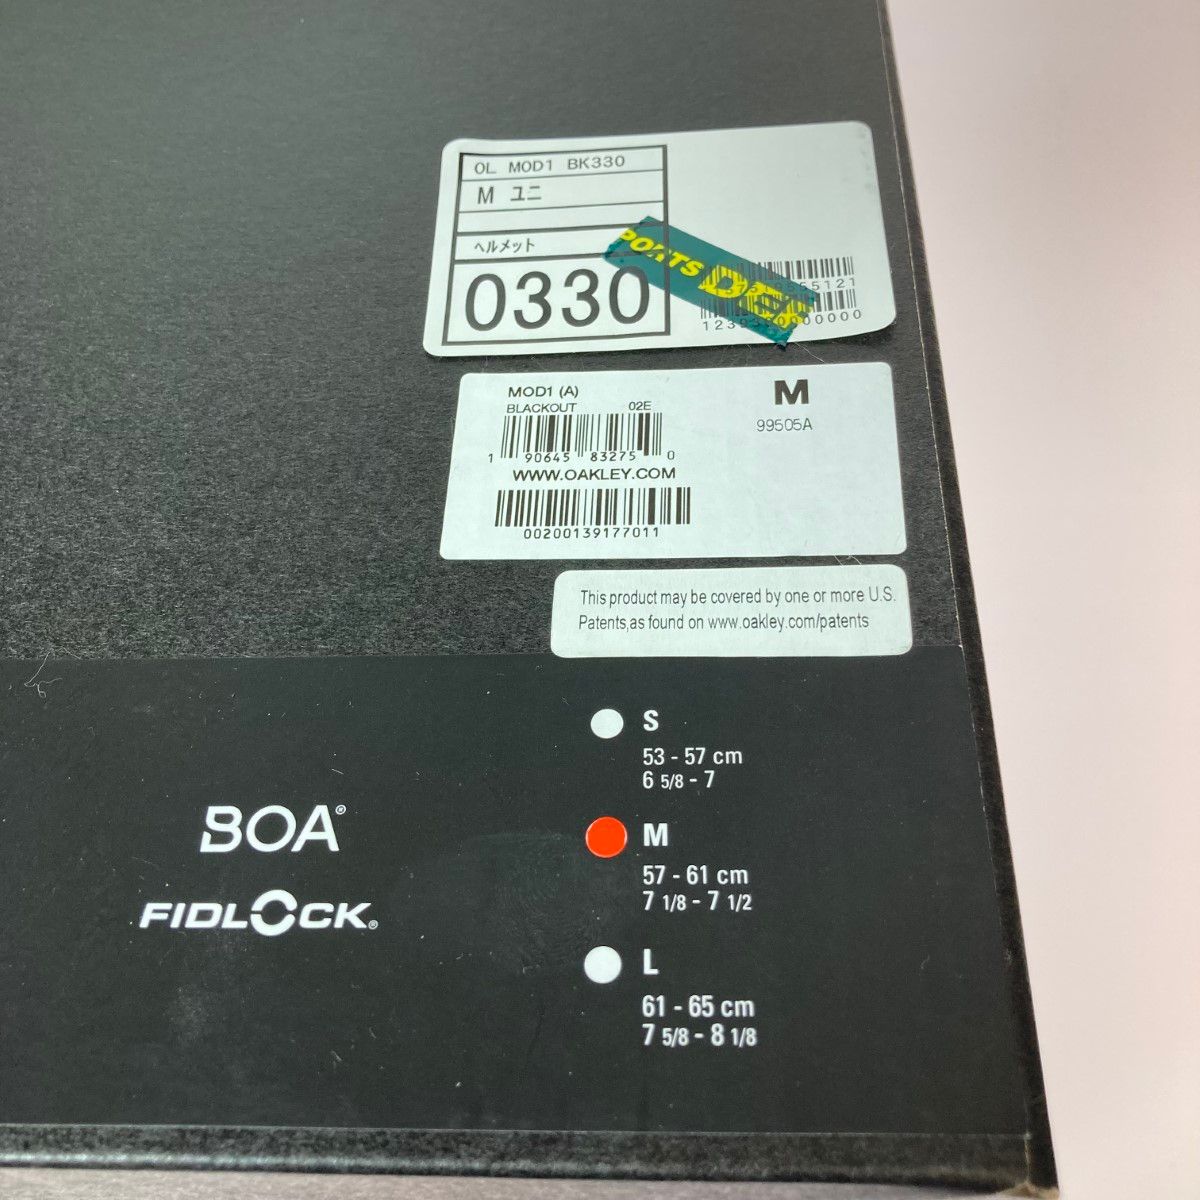 OL MOD1 BK330
M ユニ
ヘルメット
0330
PORTS
5121
MOD1 (A)
BLACKOUT 02E
1 90645 83275 0
WWW.OAKLEY.COM
00200139177011
M
99505A
This product may be covered by one or more U.S.
Patents,as found on www.oakley.com/patents
BOA®
FIDLOCK®
S
53 - 57 cm
6 5/8 - 7
M
57 - 61 cm
7 1/8 - 7 1/2
L
61 - 65 cm
7 5/8 - 8 1/8